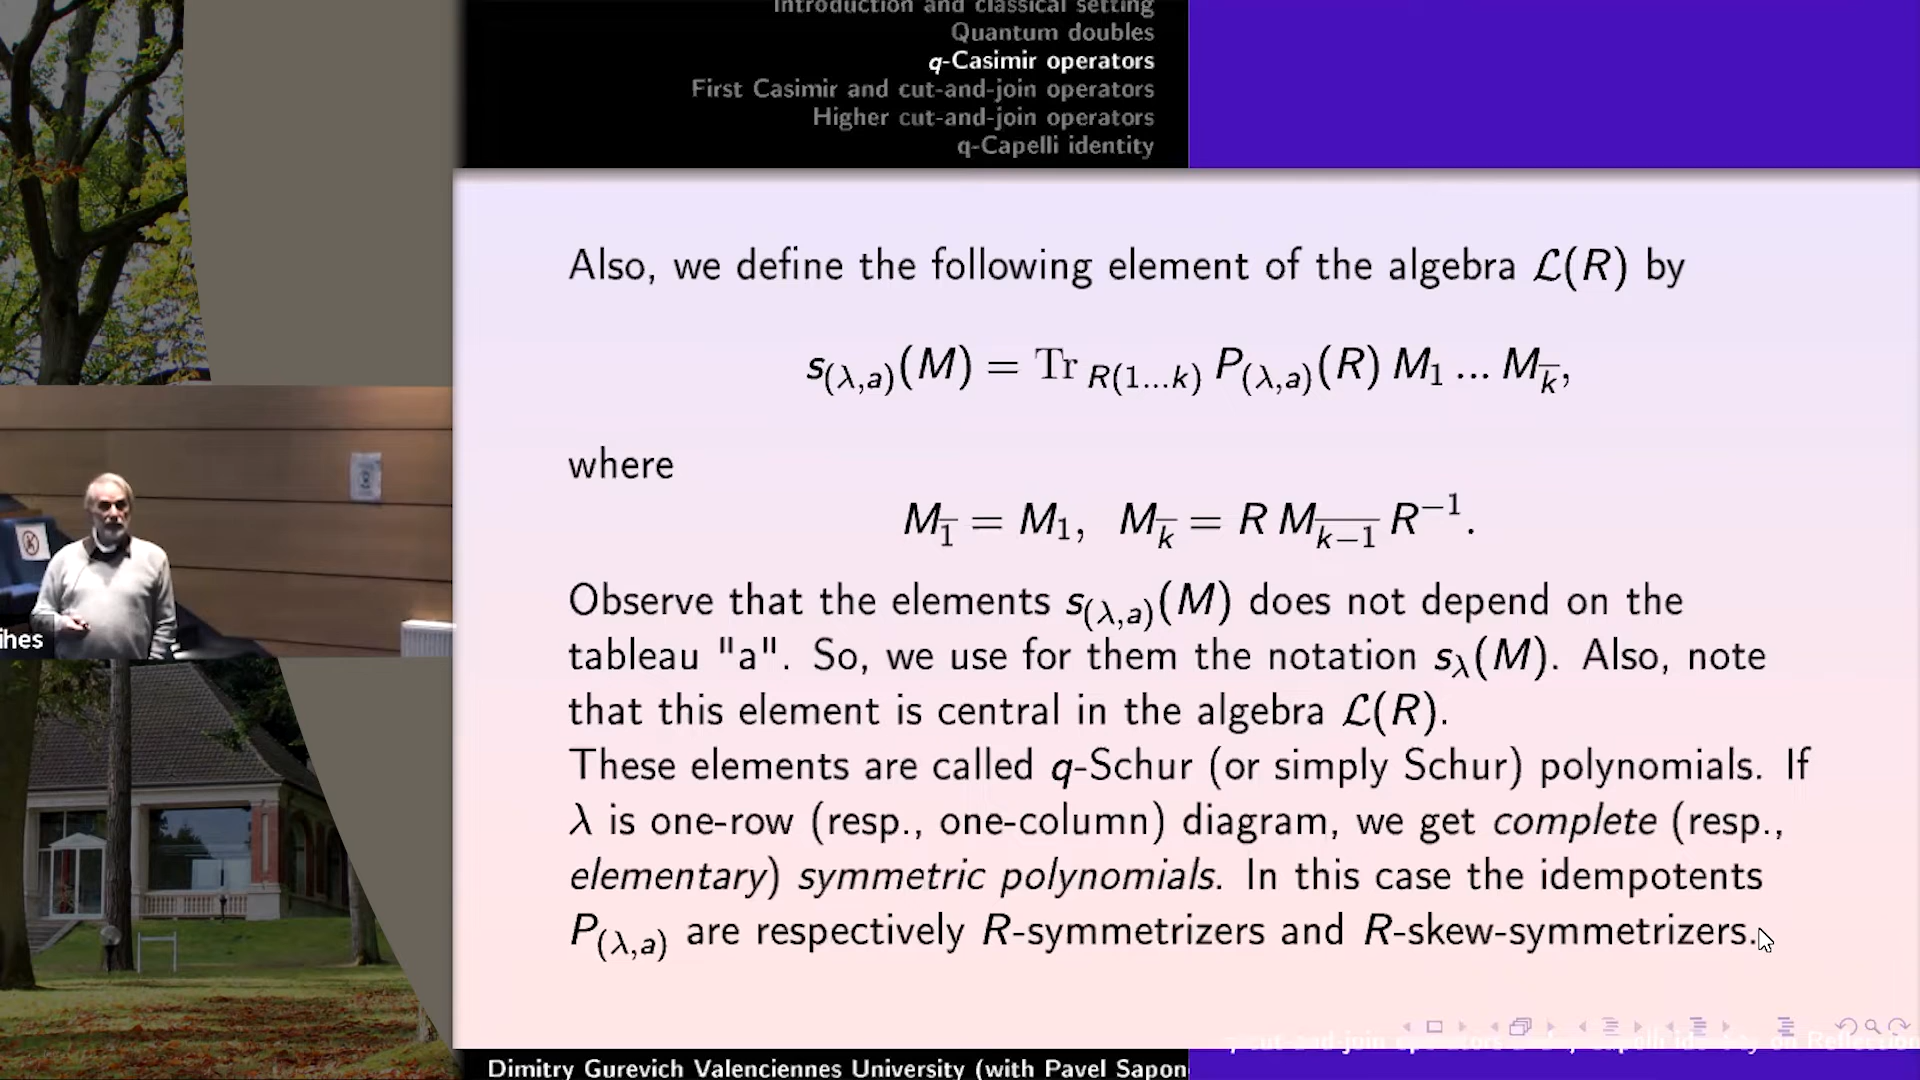 Introduction and classical setting
Quantum doubles
q-Casimir operators
First Casimir and cut-and-join operators
Higher cut-and-join operators
q-Capelli identity
Also, we define the following element of the algebra 𝓛(R) by
s_{(λ,a)}(M) = Tr_{R(1...k)} P_{(λ,a)}(R) M_1 ... M_{\overline{k}},
where
M_{\overline{1}} = M_1, M_{\overline{k}} = R M_{\overline{k−1}} R^{−1}.
Observe that the elements s_{(λ,a)}(M) does not depend on the
tableau "a". So, we use for them the notation s_λ(M). Also, note
that this element is central in the algebra 𝓛(R).
These elements are called q-Schur (or simply Schur) polynomials. If
λ is one-row (resp., one-column) diagram, we get complete (resp.,
elementary) symmetric polynomials. In this case the idempotents
P_{(λ,a)} are respectively R-symmetrizers and R-skew-symmetrizers.
ihes
Dimitry Gurevich Valenciennes University (with Pavel Sapon